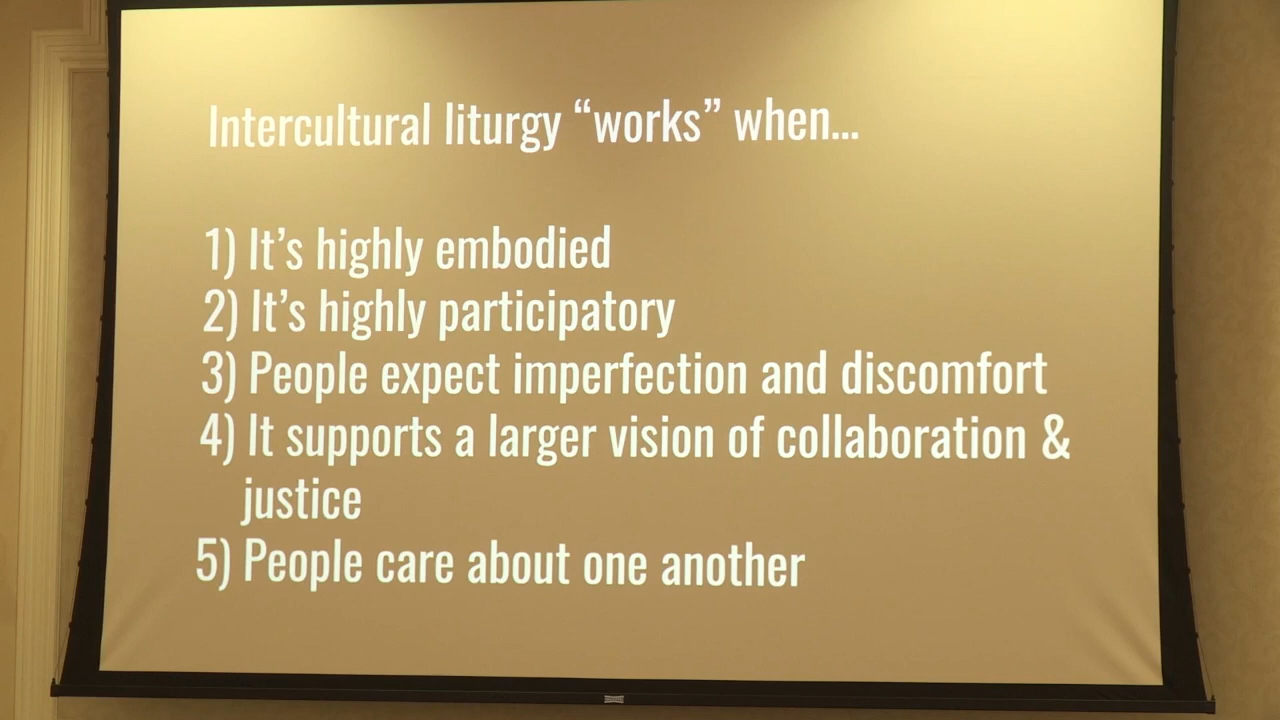 Intercultural liturgy “works” when...
1) It’s highly embodied
2) It’s highly participatory
3) People expect imperfection and discomfort
4) It supports a larger vision of collaboration &
justice
5) People care about one another